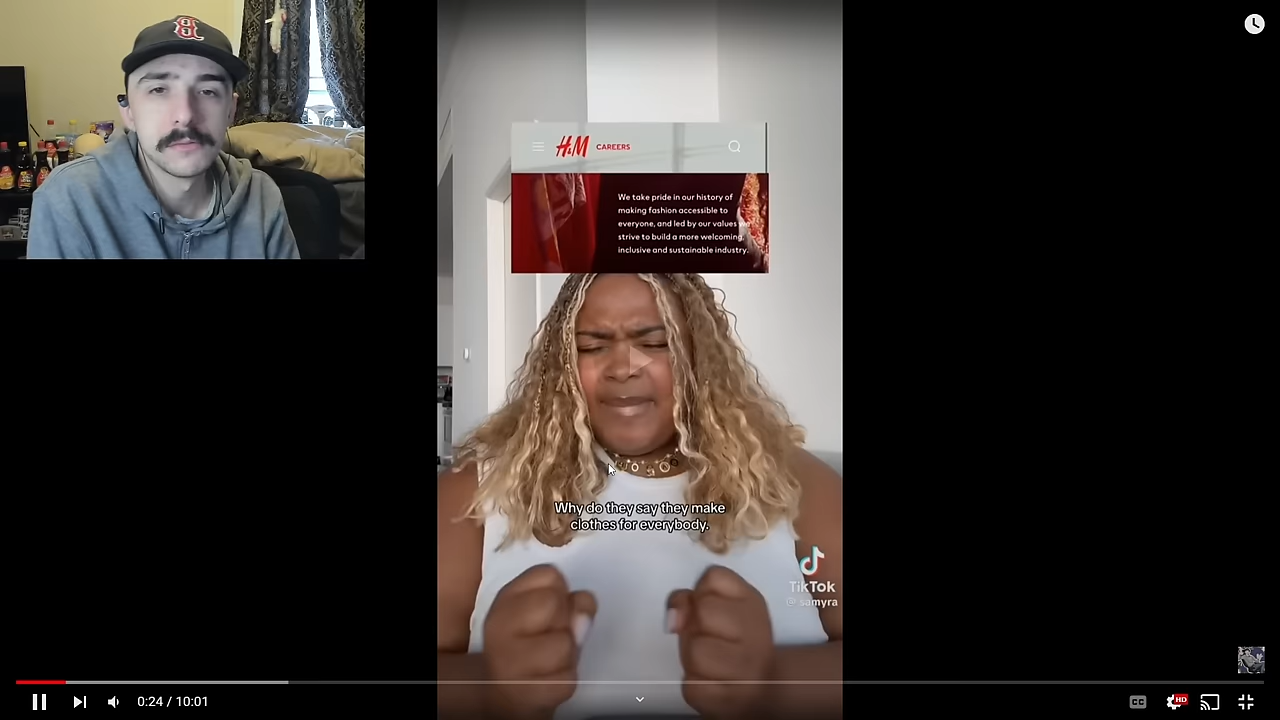 B
H&M CAREERS
We take pride in our history of
making fashion accessible to
everyone, and led by our values we
strive to build a more welcoming,
inclusive and sustainable industry.
Why do they say they make
clothes for everybody.
TikTok
@ samyra
0:24 / 10:01
CC
HD